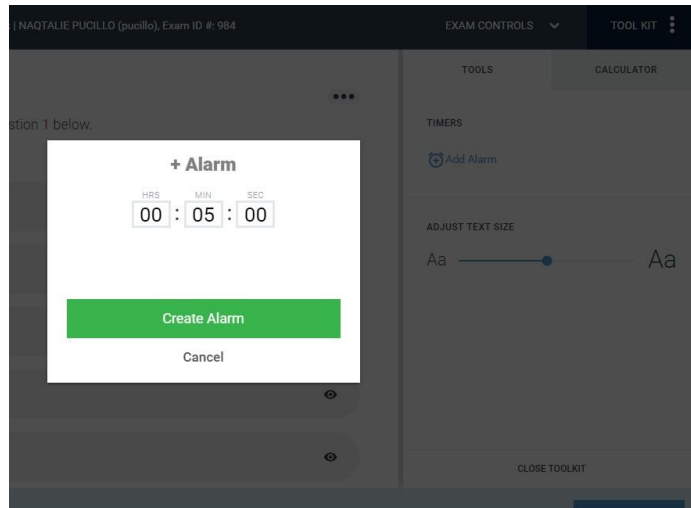 | NAQTALIE PUCILLO (pucillo), Exam ID #: 984
EXAM CONTROLS
TOOL KIT
TOOLS
CALCULATOR
stion 1 below.
TIMERS
+ Alarm
Add Alarm
HRS MIN SEC
00 : 05 : 00
ADJUST TEXT SIZE
Aa Aa
Create Alarm
Cancel
CLOSE TOOLKIT